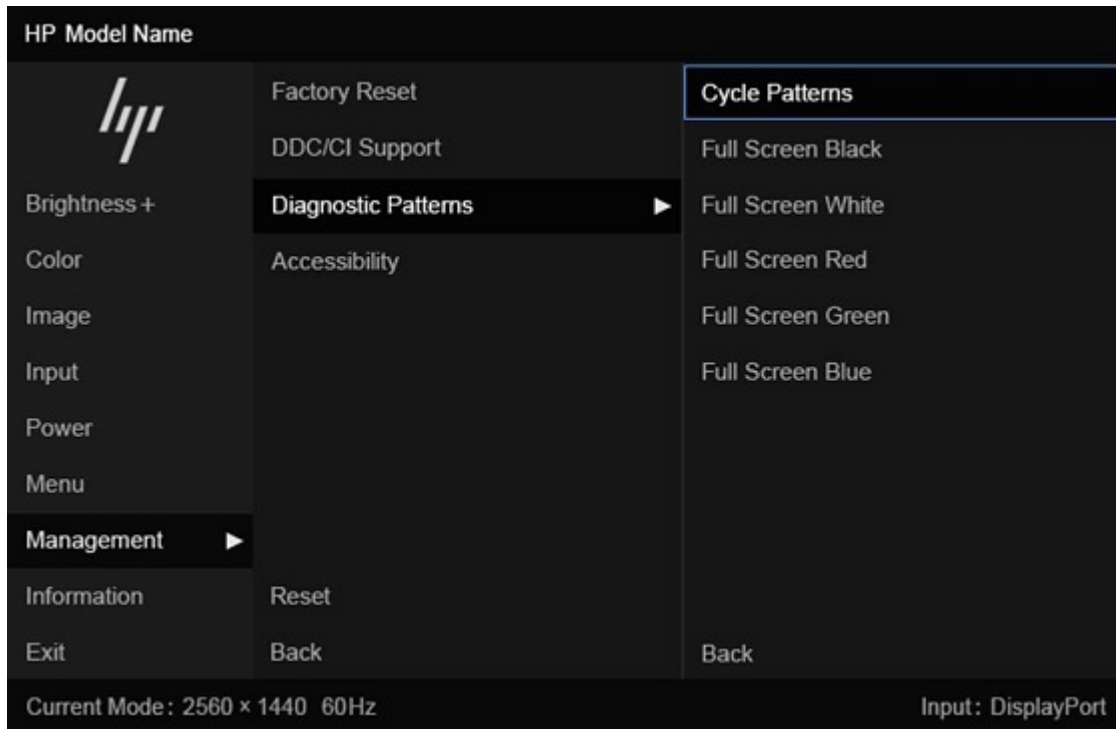 HP Model Name
hp
Brightness+
Color
Image
Input
Power
Menu
Management
Information
Exit
Factory Reset
DDC/CI Support
Diagnostic Patterns
Accessibility
Reset
Back
Cycle Patterns
Full Screen Black
Full Screen White
Full Screen Red
Full Screen Green
Full Screen Blue
Back
Current Mode: 2560 × 1440 60Hz
Input: DisplayPort